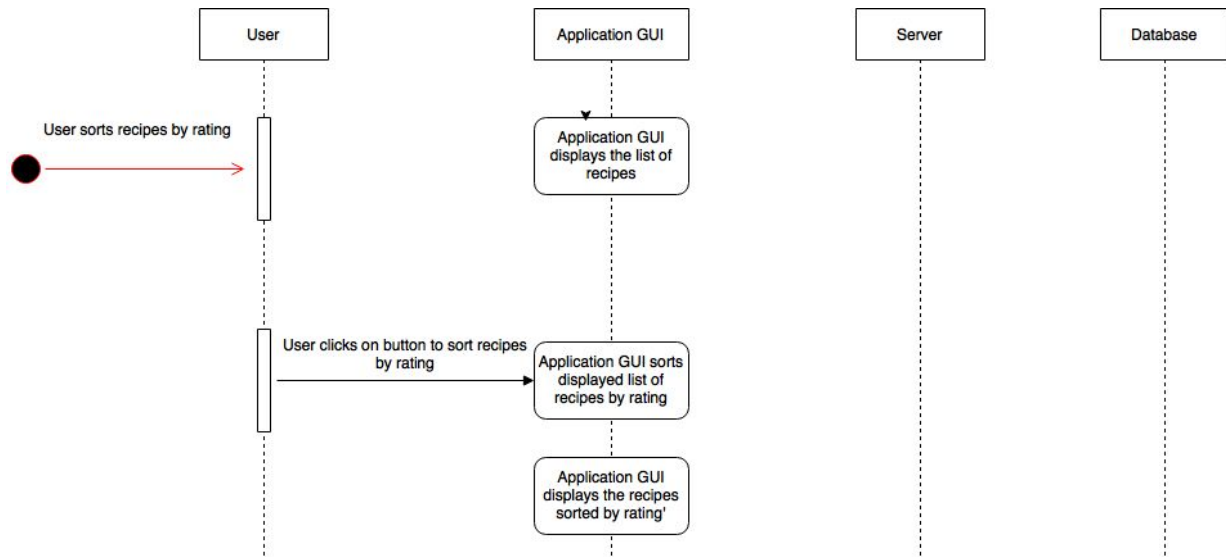 User
Application GUI
Server
Database
User sorts recipes by rating
Application GUI
displays the list of
recipes
User clicks on button to sort recipes
by rating
Application GUI sorts
displayed list of
recipes by rating
Application GUI
displays the recipes
sorted by rating'